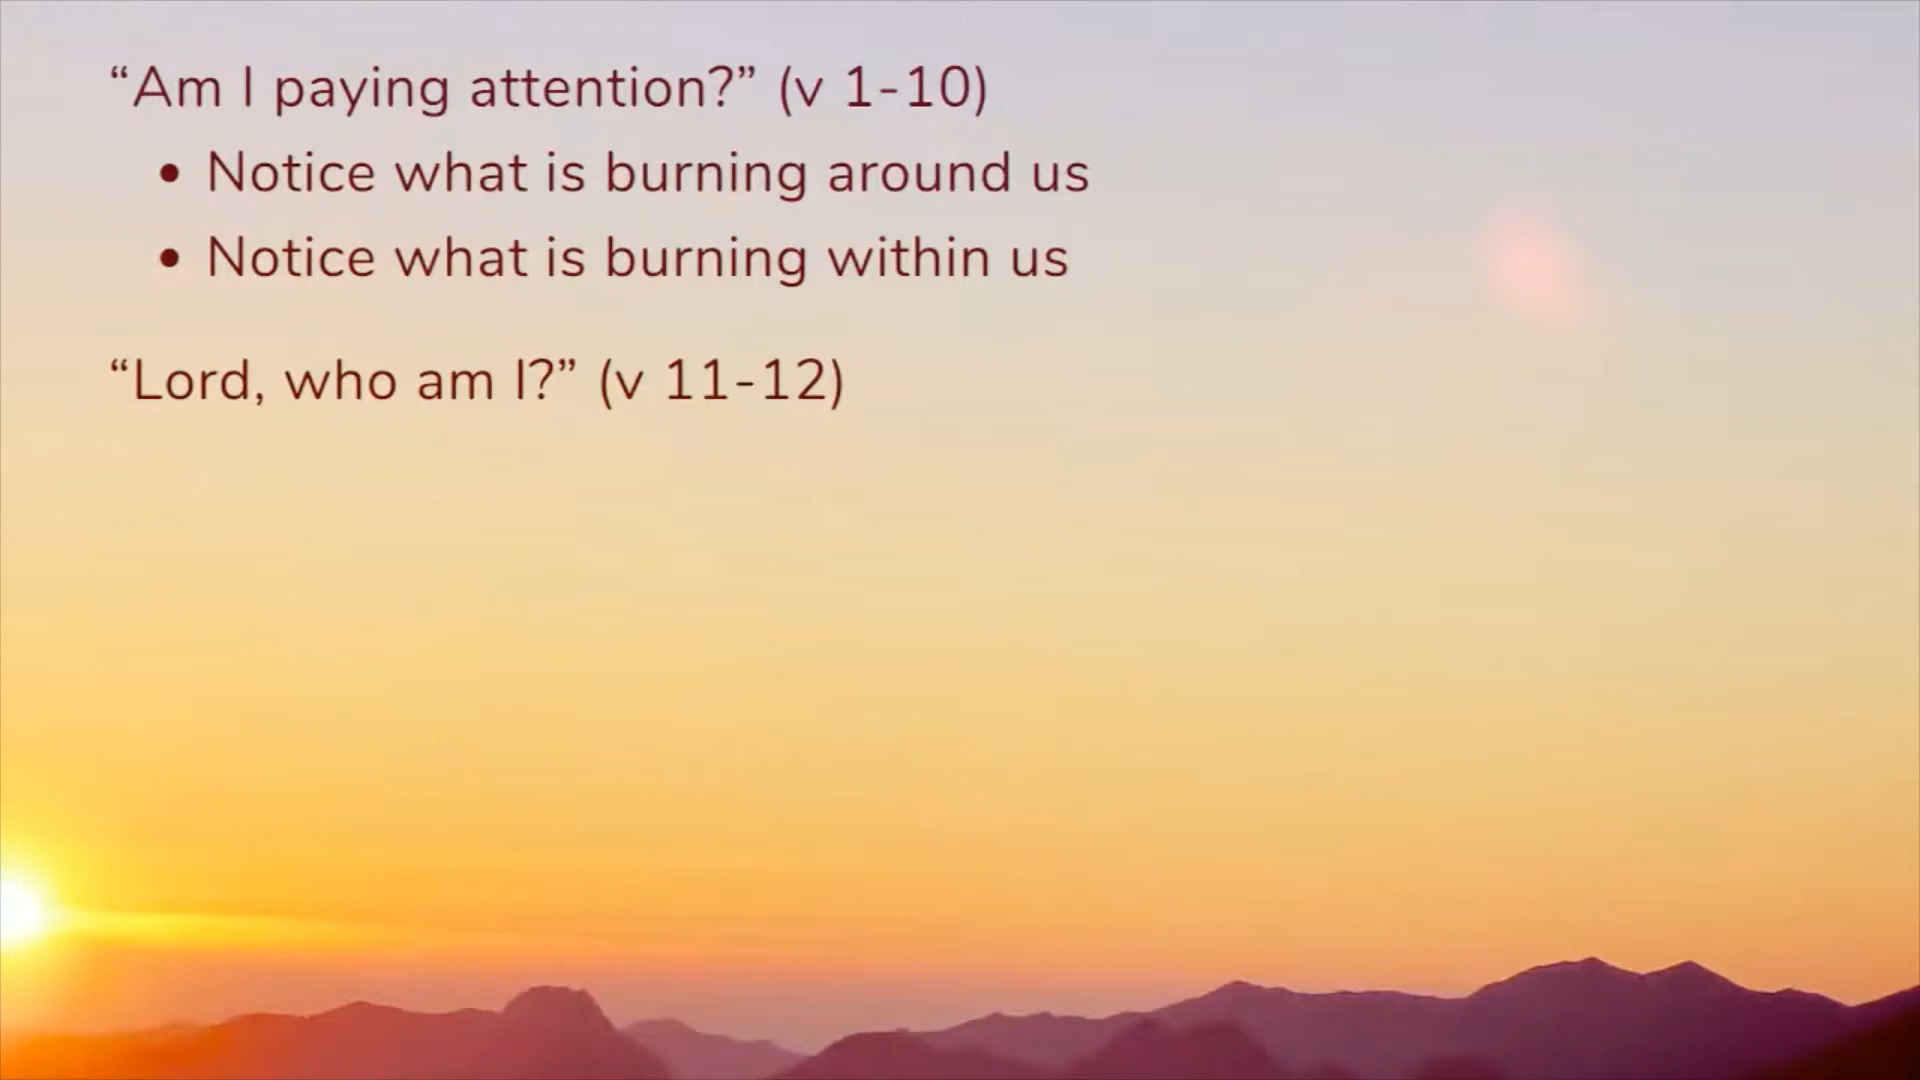 “Am I paying attention?” (v 1-10)
• Notice what is burning around us
• Notice what is burning within us
“Lord, who am I?” (v 11-12)